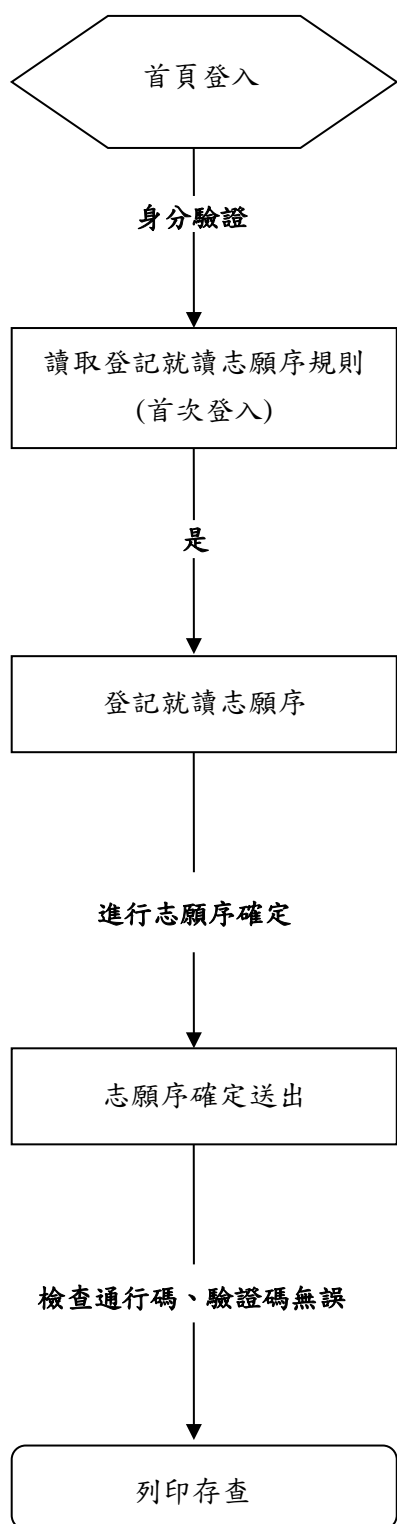 首頁登入
身分驗證
讀取登記就讀志願序規則
(首次登入)
是
登記就讀志願序
進行志願序確定
志願序確定送出
檢查通行碼、驗證碼無誤
列印存查